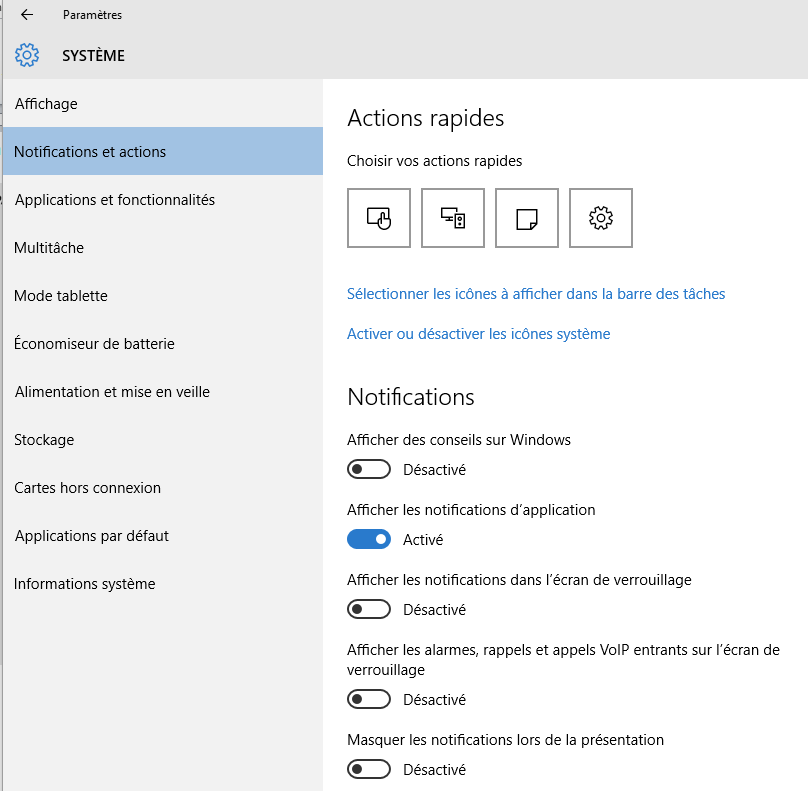 Paramètres
SYSTÈME
Affichage
Notifications et actions
Applications et fonctionnalités
Multitâche
Mode tablette
Économiseur de batterie
Alimentation et mise en veille
Stockage
Cartes hors connexion
Applications par défaut
Informations système
Actions rapides
Choisir vos actions rapides
Sélectionner les icônes à afficher dans la barre des tâches
Activer ou désactiver les icônes système
Notifications
Afficher des conseils sur Windows
Désactivé
Afficher les notifications d’application
Activé
Afficher les notifications dans l’écran de verrouillage
Désactivé
Afficher les alarmes, rappels et appels VoIP entrants sur l’écran de
verrouillage
Désactivé
Masquer les notifications lors de la présentation
Désactivé